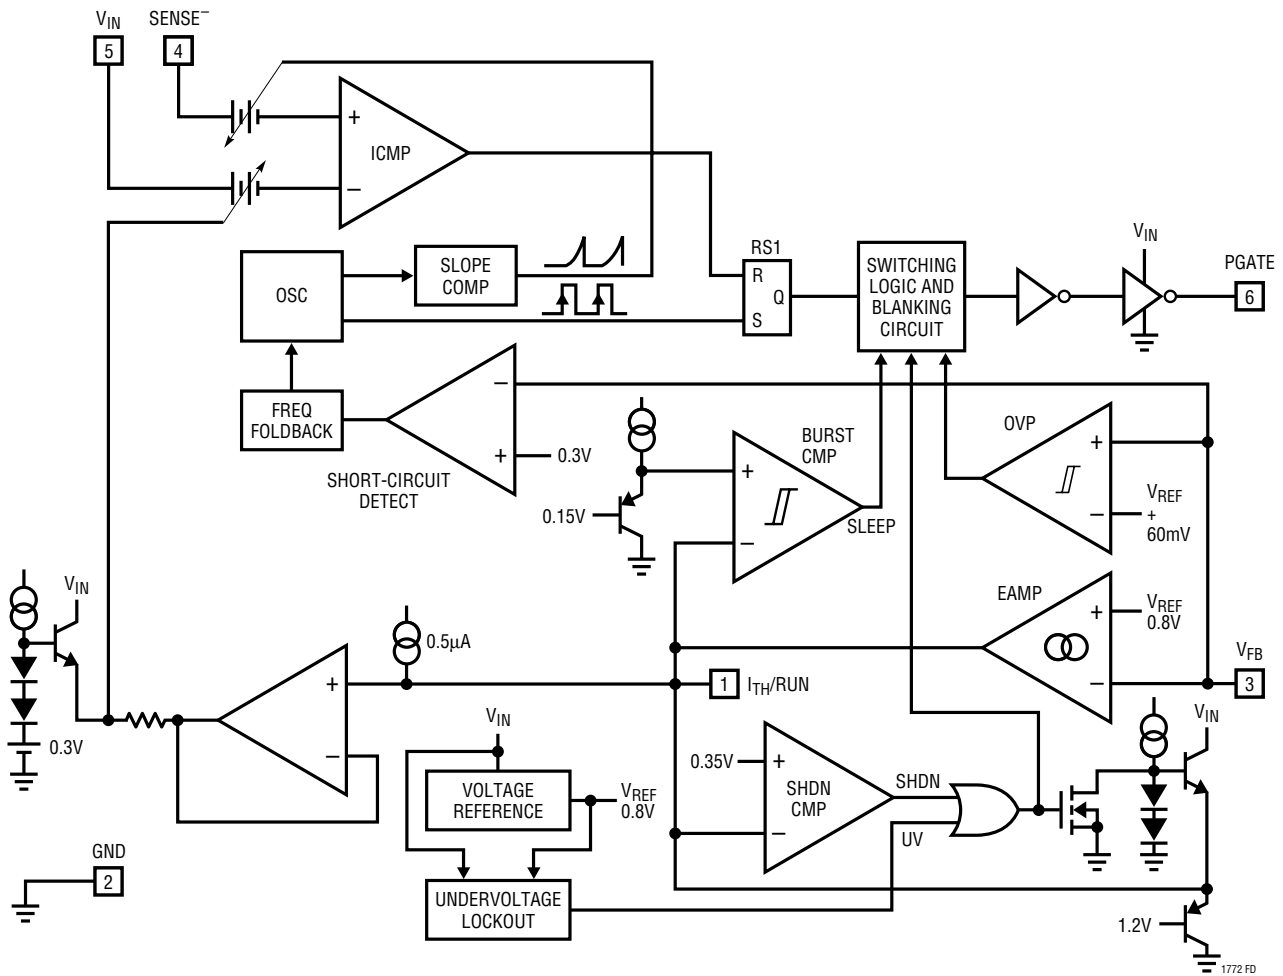 VIN
SENSE−
5
4
+
ICMP
−
OSC
SLOPE
COMP
RS1
R
Q
S
SWITCHING
LOGIC AND
BLANKING
CIRCUIT
VIN
PGATE
6
FREQ
FOLDBACK
−
+
0.3V
SHORT-CIRCUIT
DETECT
0.15V
BURST
CMP
+
−
SLEEP
OVP
+
−
VREF
+
60mV
EAMP
+
−
VREF
0.8V
VFB
3
VIN
0.3V
+
−
0.5µA
1
ITH/RUN
VIN
VOLTAGE
REFERENCE
VREF
0.8V
UNDERVOLTAGE
LOCKOUT
0.35V
+
−
SHDN
CMP
SHDN
UV
VIN
1.2V
GND
2
1772 FD